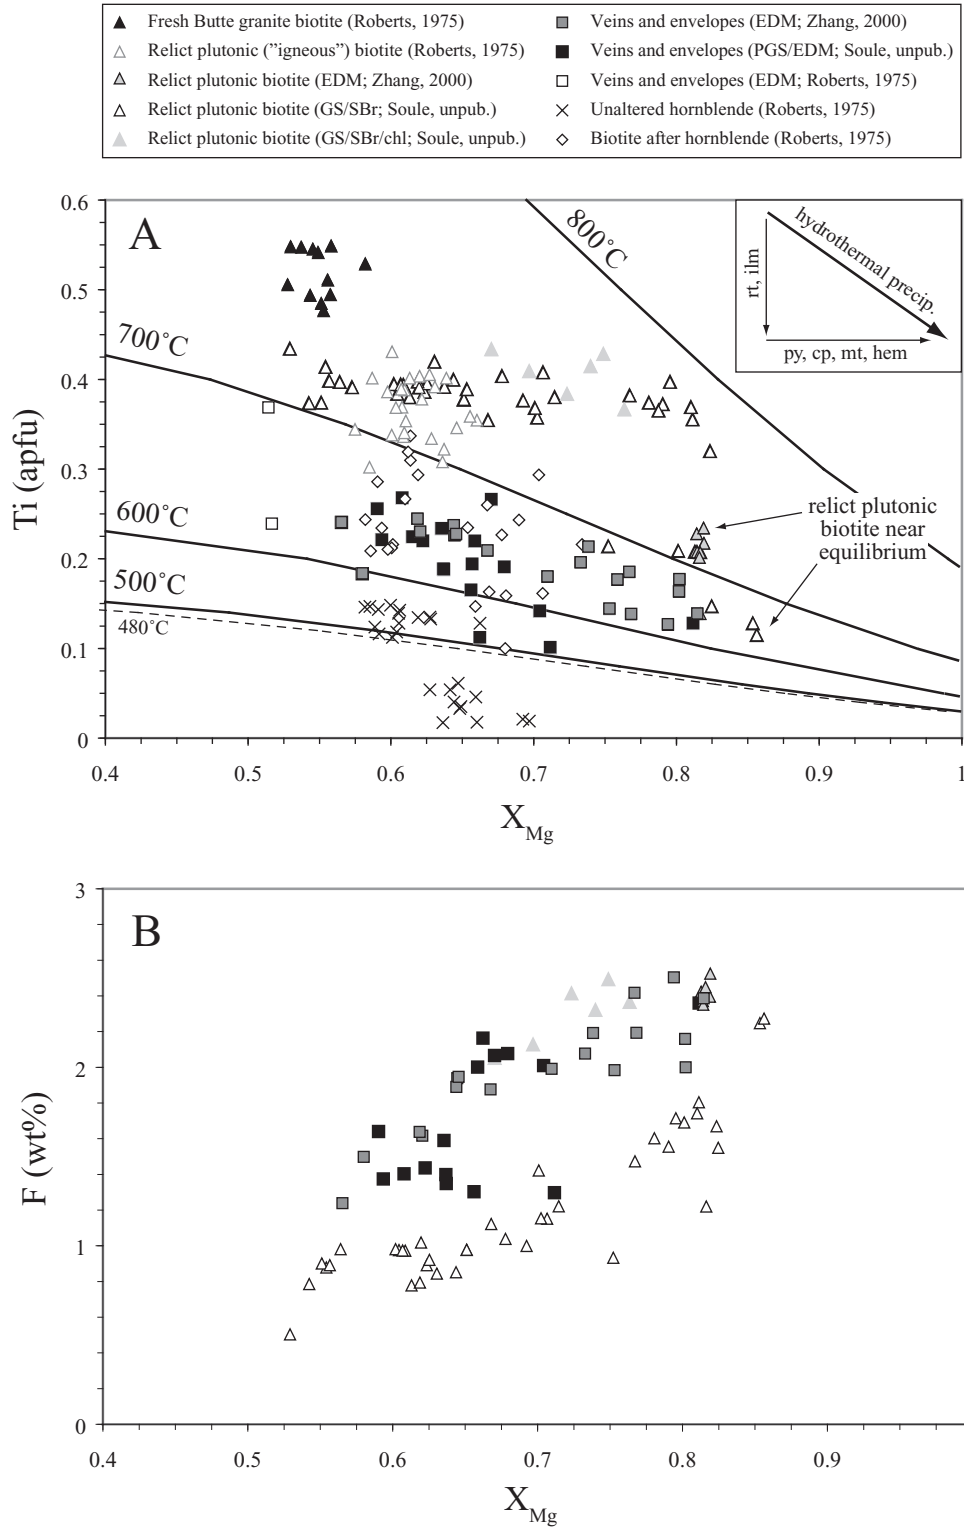 Fresh Butte granite biotite (Roberts, 1975)
Relict plutonic ("igneous") biotite (Roberts, 1975)
Relict plutonic biotite (EDM; Zhang, 2000)
Relict plutonic biotite (GS/SBr; Soule, unpub.)
Relict plutonic biotite (GS/SBr/chl; Soule, unpub.)
Veins and envelopes (EDM; Zhang, 2000)
Veins and envelopes (PGS/EDM; Soule, unpub.)
Veins and envelopes (EDM; Roberts, 1975)
Unaltered hornblende (Roberts, 1975)
Biotite after hornblende (Roberts, 1975)
A
Ti (apfu)
0.6
0.5
0.4
0.3
0.2
0.1
0
800˚C
700˚C
600˚C
500˚C
480˚C
hydrothermal precip.
rt, ilm
py, cp, mt, hem
relict plutonic
biotite near
equilibrium
0.4 0.5 0.6 0.7 0.8 0.9 1
XMg
B
F (wt%)
3
2
1
0
0.4 0.5 0.6 0.7 0.8 0.9
XMg